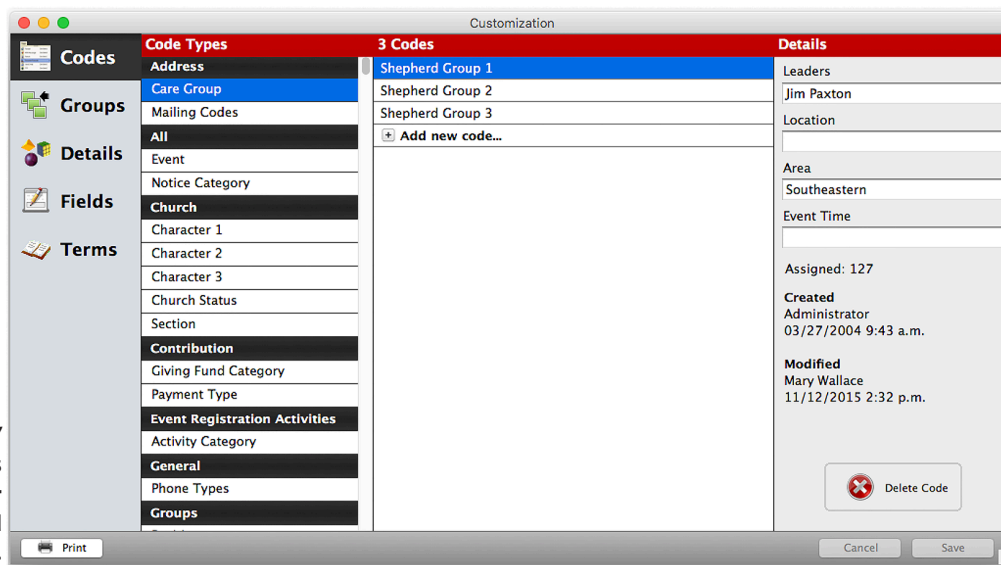 Customization
Codes
Groups
Details
Fields
Terms
Code Types
Address
Care Group
Mailing Codes
All
Event
Notice Category
Church
Character 1
Character 2
Character 3
Church Status
Section
Contribution
Giving Fund Category
Payment Type
Event Registration Activities
Activity Category
General
Phone Types
Groups
3 Codes
Shepherd Group 1
Shepherd Group 2
Shepherd Group 3
Add new code...
Details
Leaders
Jim Paxton
Location
Area
Southeastern
Event Time
Assigned: 127
Created
Administrator
03/27/2004 9:43 a.m.
Modified
Mary Wallace
11/12/2015 2:32 p.m.
Delete Code
Print
Cancel
Save